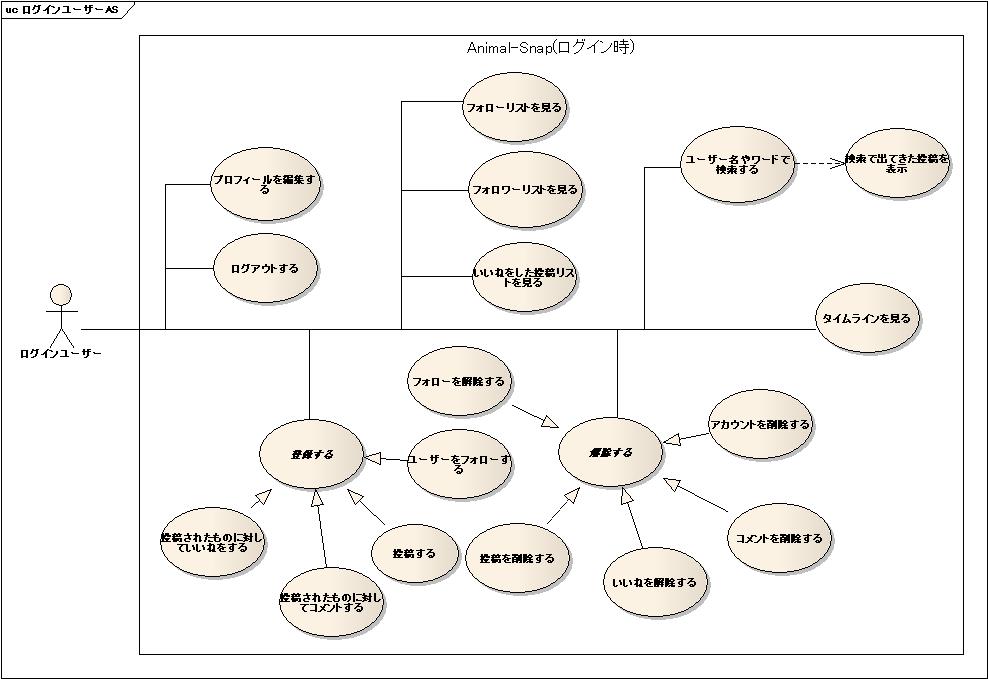 uc ログインユーザーAS
Animal-Snap(ログイン時)
フォローリストを見る
プロフィールを編集す
る
フォロワーリストを見る
ユーザー名やワードで
検索する
検索で出てきた投稿を
表示
ログアウトする
いいねをした投稿リス
トを見る
タイムラインを見る
ログインユーザー
フォローを解除する
アカウントを削除する
登録する
ユーザーをフォローす
る
解除する
投稿されたものに対し
ていいねをする
投稿する
投稿を削除する
コメントを削除する
投稿されたものに対し
てコメントする
いいねを解除する